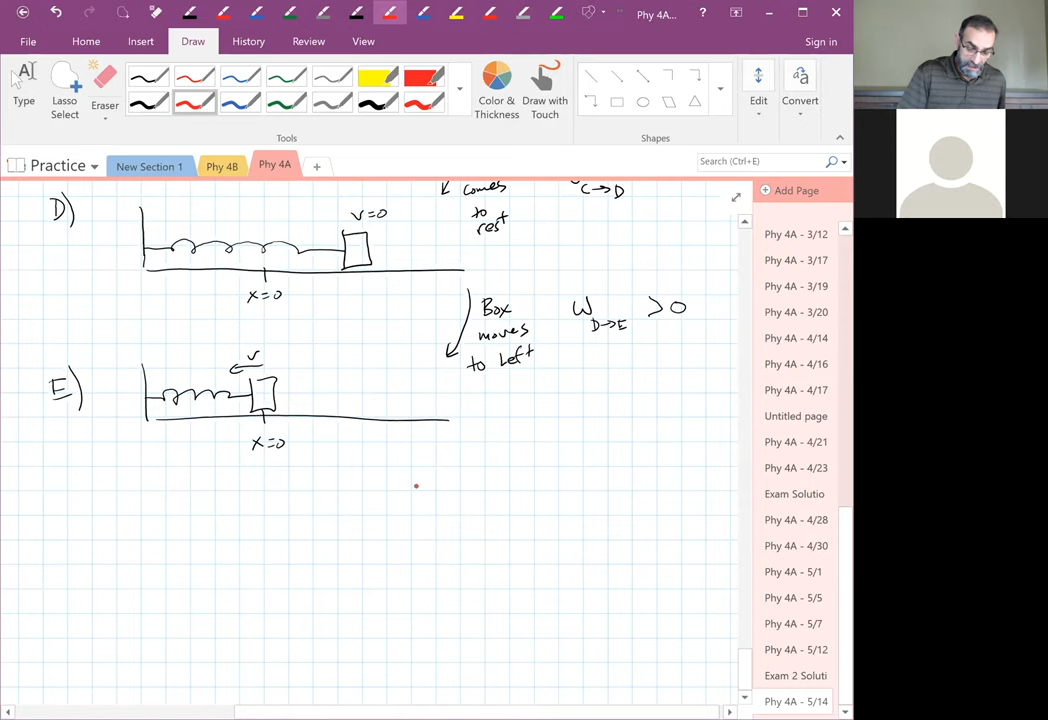 Phy 4A...
?
File
Home
Insert
Draw
History
Review
View
Sign in
Type
Lasso
Select
Eraser
Color &
Thickness
Draw with
Touch
Edit
Convert
Tools
Shapes
Practice
New Section 1
Phy 4B
Phy 4A
+
Search (Ctrl+E)
Add Page
Phy 4A - 3/12
Phy 4A - 3/17
Phy 4A - 3/19
Phy 4A - 3/20
Phy 4A - 4/14
Phy 4A - 4/16
Phy 4A - 4/17
Untitled page
Phy 4A - 4/21
Phy 4A - 4/23
Exam Solutio
Phy 4A - 4/28
Phy 4A - 4/30
Phy 4A - 5/1
Phy 4A - 5/5
Phy 4A - 5/7
Phy 4A - 5/12
Exam 2 Soluti
Phy 4A - 5/14
comes
to
rest
C→D
D)
v=0
x=0
Box
moves
to Left
W D→E >0
E)
v
x=0